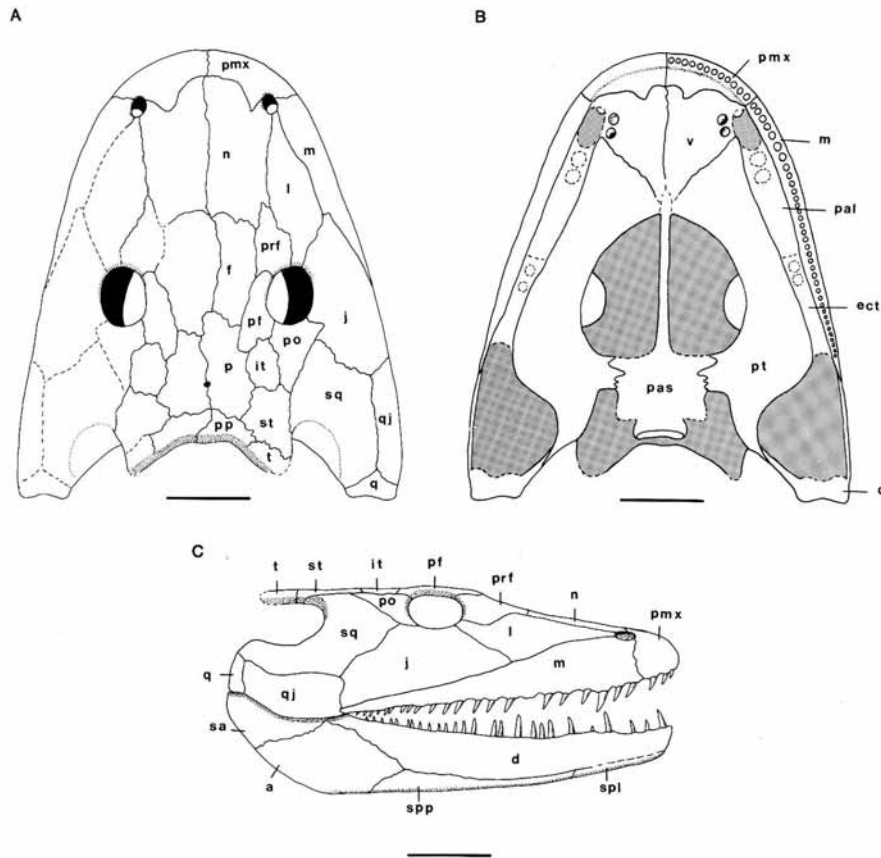 A
B
pmx
pmx
n
m
m
l
v
prf
pal
f
j
ect
pf
po
p
it
pas
pt
sq
st
qj
pp
t
q
C
t
st
it
pf
prf
n
pmx
po
l
sq
j
m
q
qj
sa
d
a
spp
spl